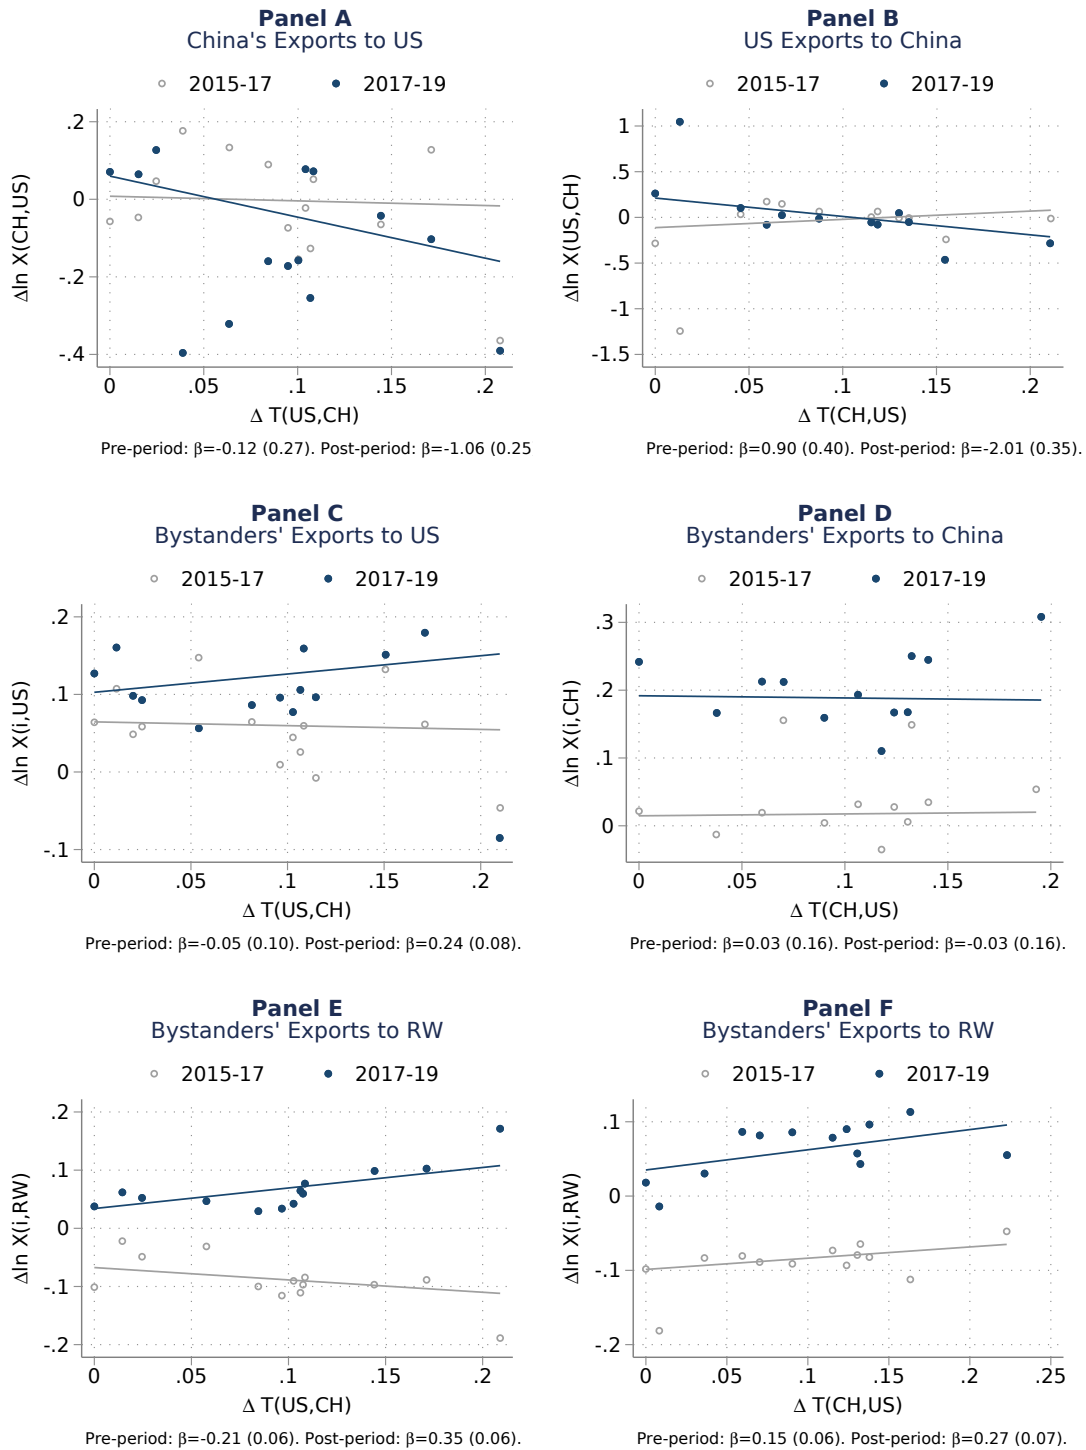 Panel A
China's Exports to US
2015-17 2017-19
.2
0
-.2
-.4
Δln X(CH,US)
0 .05 .1 .15 .2
Δ T(US,CH)
Pre-period: β=-0.12 (0.27). Post-period: β=-1.06 (0.25
Panel B
US Exports to China
2015-17 2017-19
1
.5
0
-.5
-1
-1.5
Δln X(US,CH)
0 .05 .1 .15 .2
Δ T(CH,US)
Pre-period: β=0.90 (0.40). Post-period: β=-2.01 (0.35).
Panel C
Bystanders' Exports to US
2015-17 2017-19
.2
.1
0
-.1
Δln X(i,US)
0 .05 .1 .15 .2
Δ T(US,CH)
Pre-period: β=-0.05 (0.10). Post-period: β=0.24 (0.08).
Panel D
Bystanders' Exports to China
2015-17 2017-19
.3
.2
.1
0
Δln X(i,CH)
0 .05 .1 .15 .2
Δ T(CH,US)
Pre-period: β=0.03 (0.16). Post-period: β=-0.03 (0.16).
Panel E
Bystanders' Exports to RW
2015-17 2017-19
.2
.1
0
-.1
-.2
Δln X(i,RW)
0 .05 .1 .15 .2
Δ T(US,CH)
Pre-period: β=-0.21 (0.06). Post-period: β=0.35 (0.06).
Panel F
Bystanders' Exports to RW
2015-17 2017-19
.1
0
-.1
-.2
Δln X(i,RW)
0 .05 .1 .15 .2 .25
Δ T(CH,US)
Pre-period: β=0.15 (0.06). Post-period: β=0.27 (0.07).